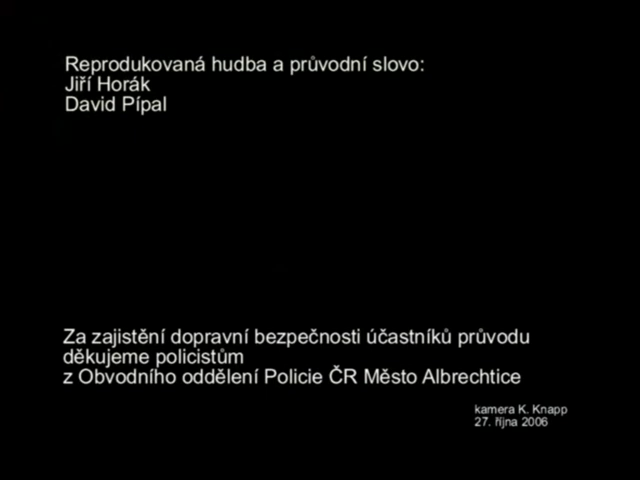 Reprodukovaná hudba a průvodní slovo:
Jiří Horák
David Pípal
Za zajistění dopravní bezpečnosti účastníků průvodu
děkujeme policistům
z Obvodního oddělení Policie ČR Město Albrechtice
kamera K. Knapp
27. října 2006